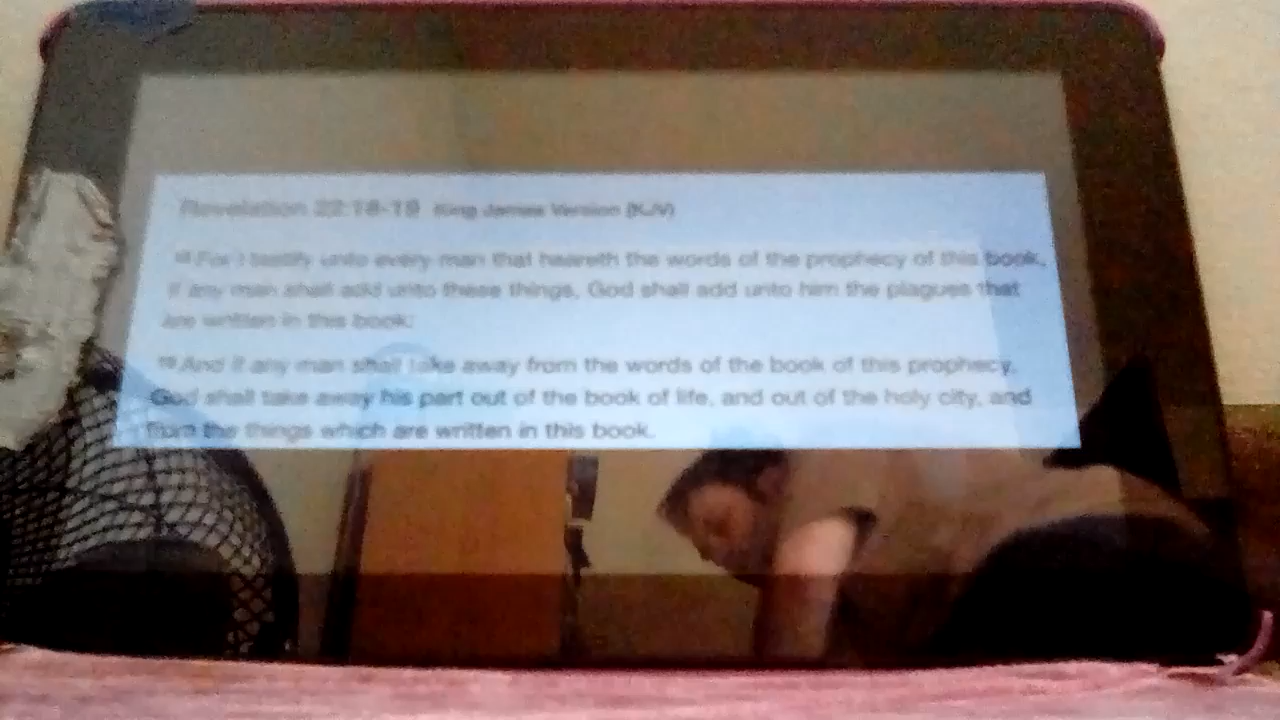 Revelation 22:18-19 King James Version (KJV)
18 For I testify unto every man that heareth the words of the prophecy of this book,
If any man shall add unto these things, God shall add unto him the plagues that
are written in this book:
19 And if any man shall take away from the words of the book of this prophecy,
God shall take away his part out of the book of life, and out of the holy city, and
from the things which are written in this book.